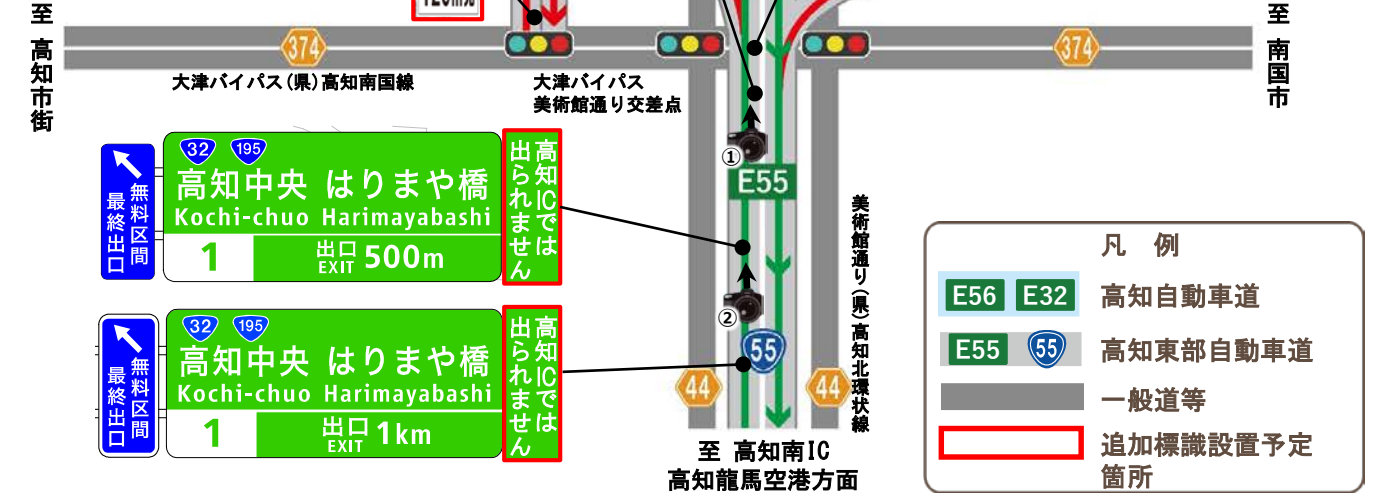 至 高知市街
374
大津バイパス(県)高知南国線
大津バイパス
美術館通り交差点
374
至 南国市
無料区間
最終出口
32 195
高知中央 はりまや橋
Kochi-chuo Harimayabashi
1
出口
EXIT 500m
高知ICでは
出られません
①
E55
美術館通り(県)高知北環状線
無料区間
最終出口
32 195
高知中央 はりまや橋
Kochi-chuo Harimayabashi
1
出口
EXIT 1km
高知ICでは
出られません
②
55
44
44
至 高知南IC
高知龍馬空港方面
凡 例
E56 E32 高知自動車道
E55 55 高知東部自動車道
一般道等
追加標識設置予定
箇所